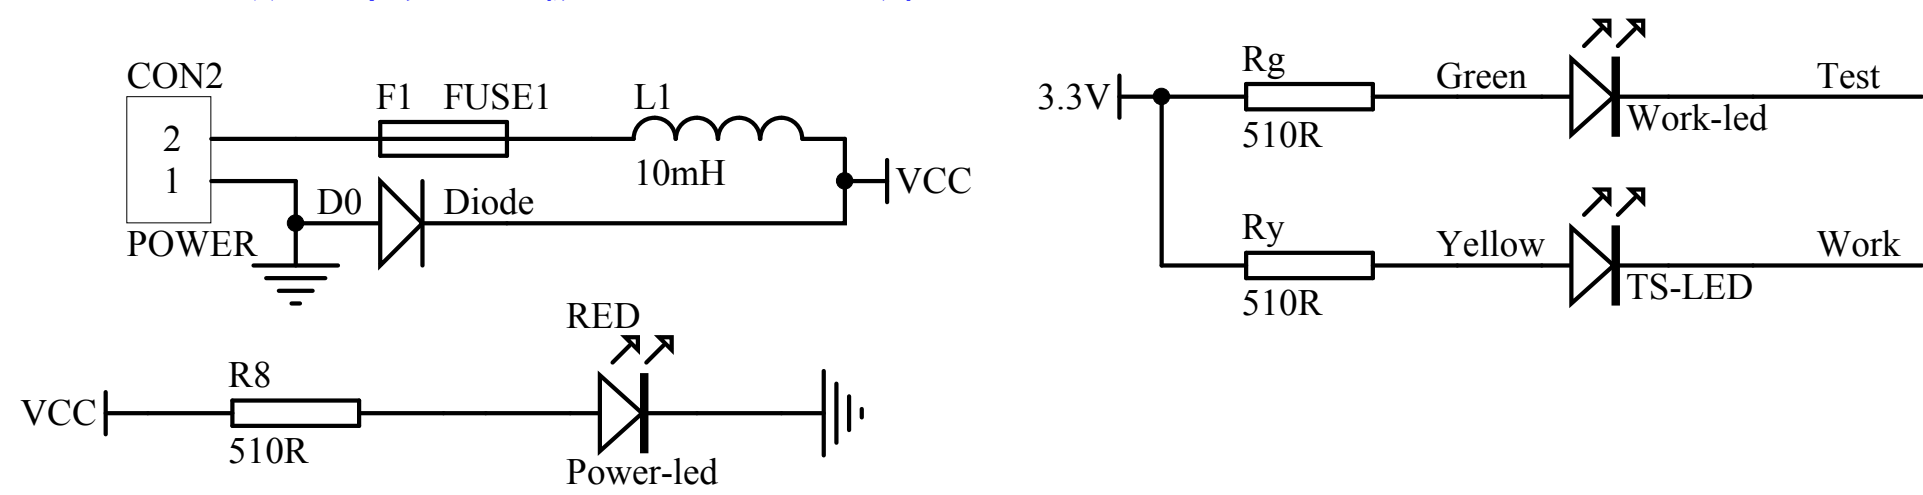 CON2
2
1
POWER
F1 FUSE1
L1
10mH
D0 Diode
VCC
RED
VCC
R8
510R
Power-led
3.3V
Rg
510R
Green
Work-led
Test
Ry
510R
Yellow
TS-LED
Work